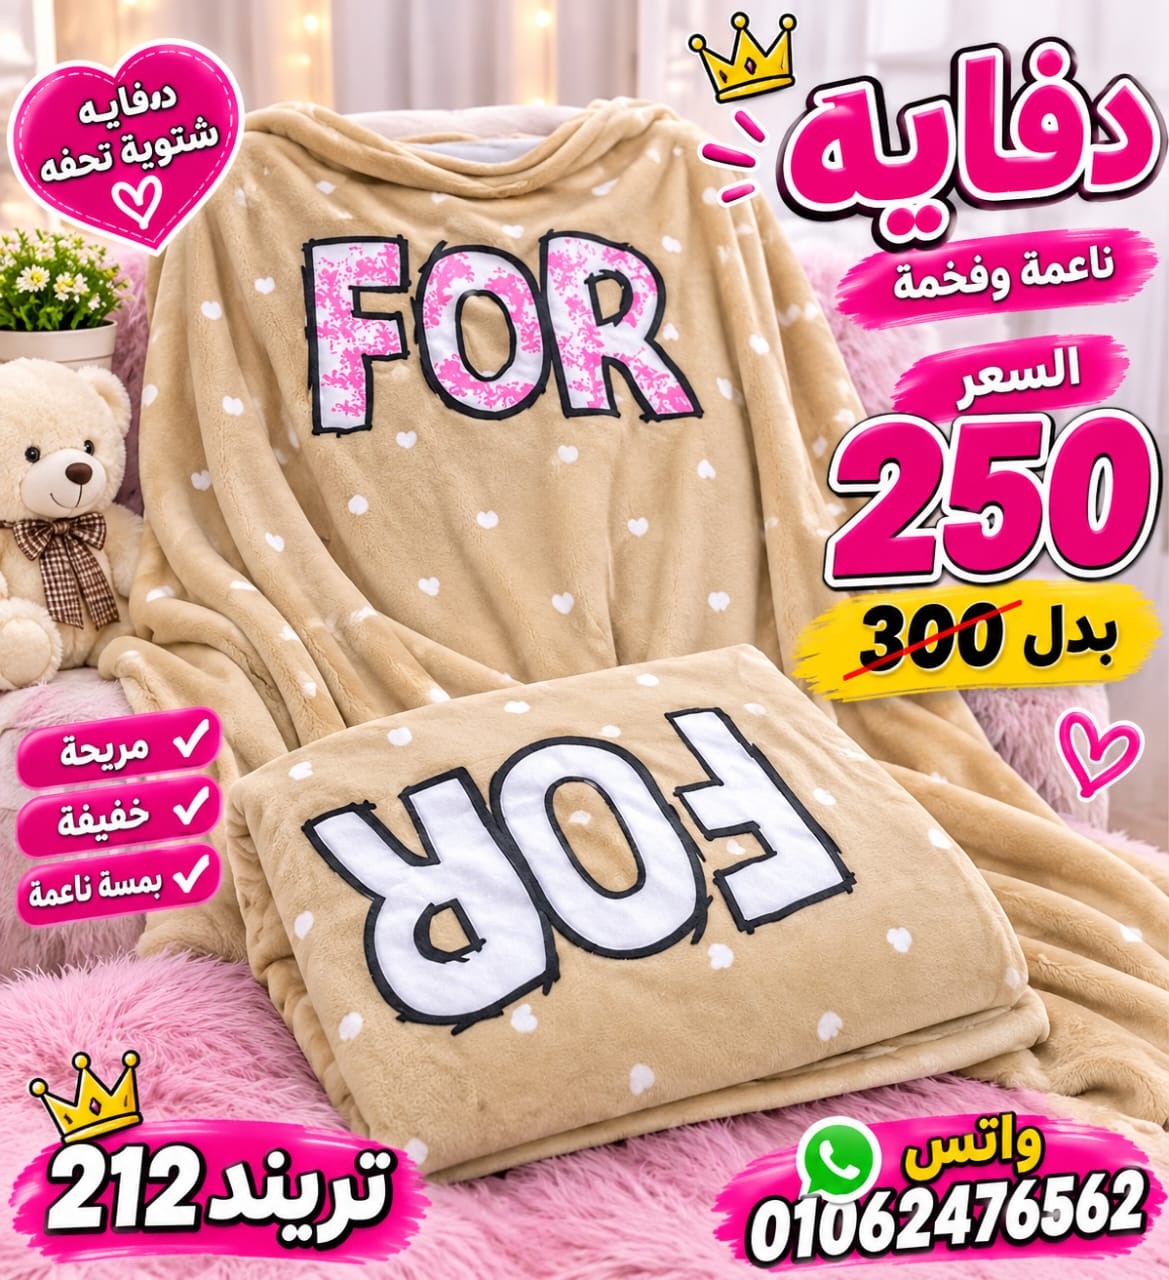 دفايه
شتوية تحفه
دفايه
ناعمة وفخمة
السعر
250
بدل 300
FOR
FOR
مريحة
خفيفة
بمسة ناعمة
تريند 212
واتس
01062476562